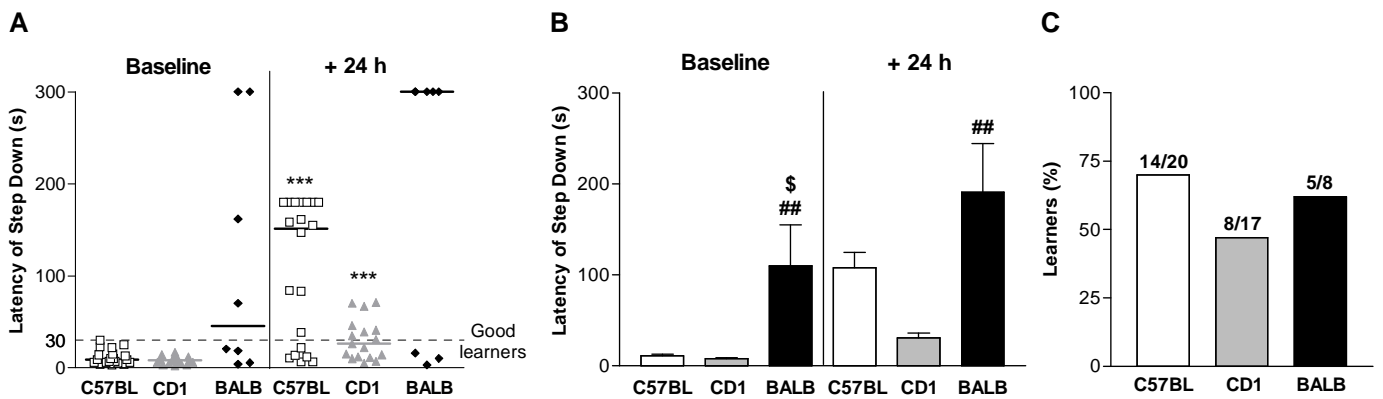 A
Baseline
+ 24 h
Latency of Step Down (s)
300
200
100
30
0
***
***
Good
learners
C57BL
CD1
BALB
C57BL
CD1
BALB
B
Baseline
+ 24 h
Latency of Step Down (s)
300
200
100
0
$
##
##
C57BL
CD1
BALB
C57BL
CD1
BALB
C
Learners (%)
100
75
50
25
0
14/20
8/17
5/8
C57BL
CD1
BALB